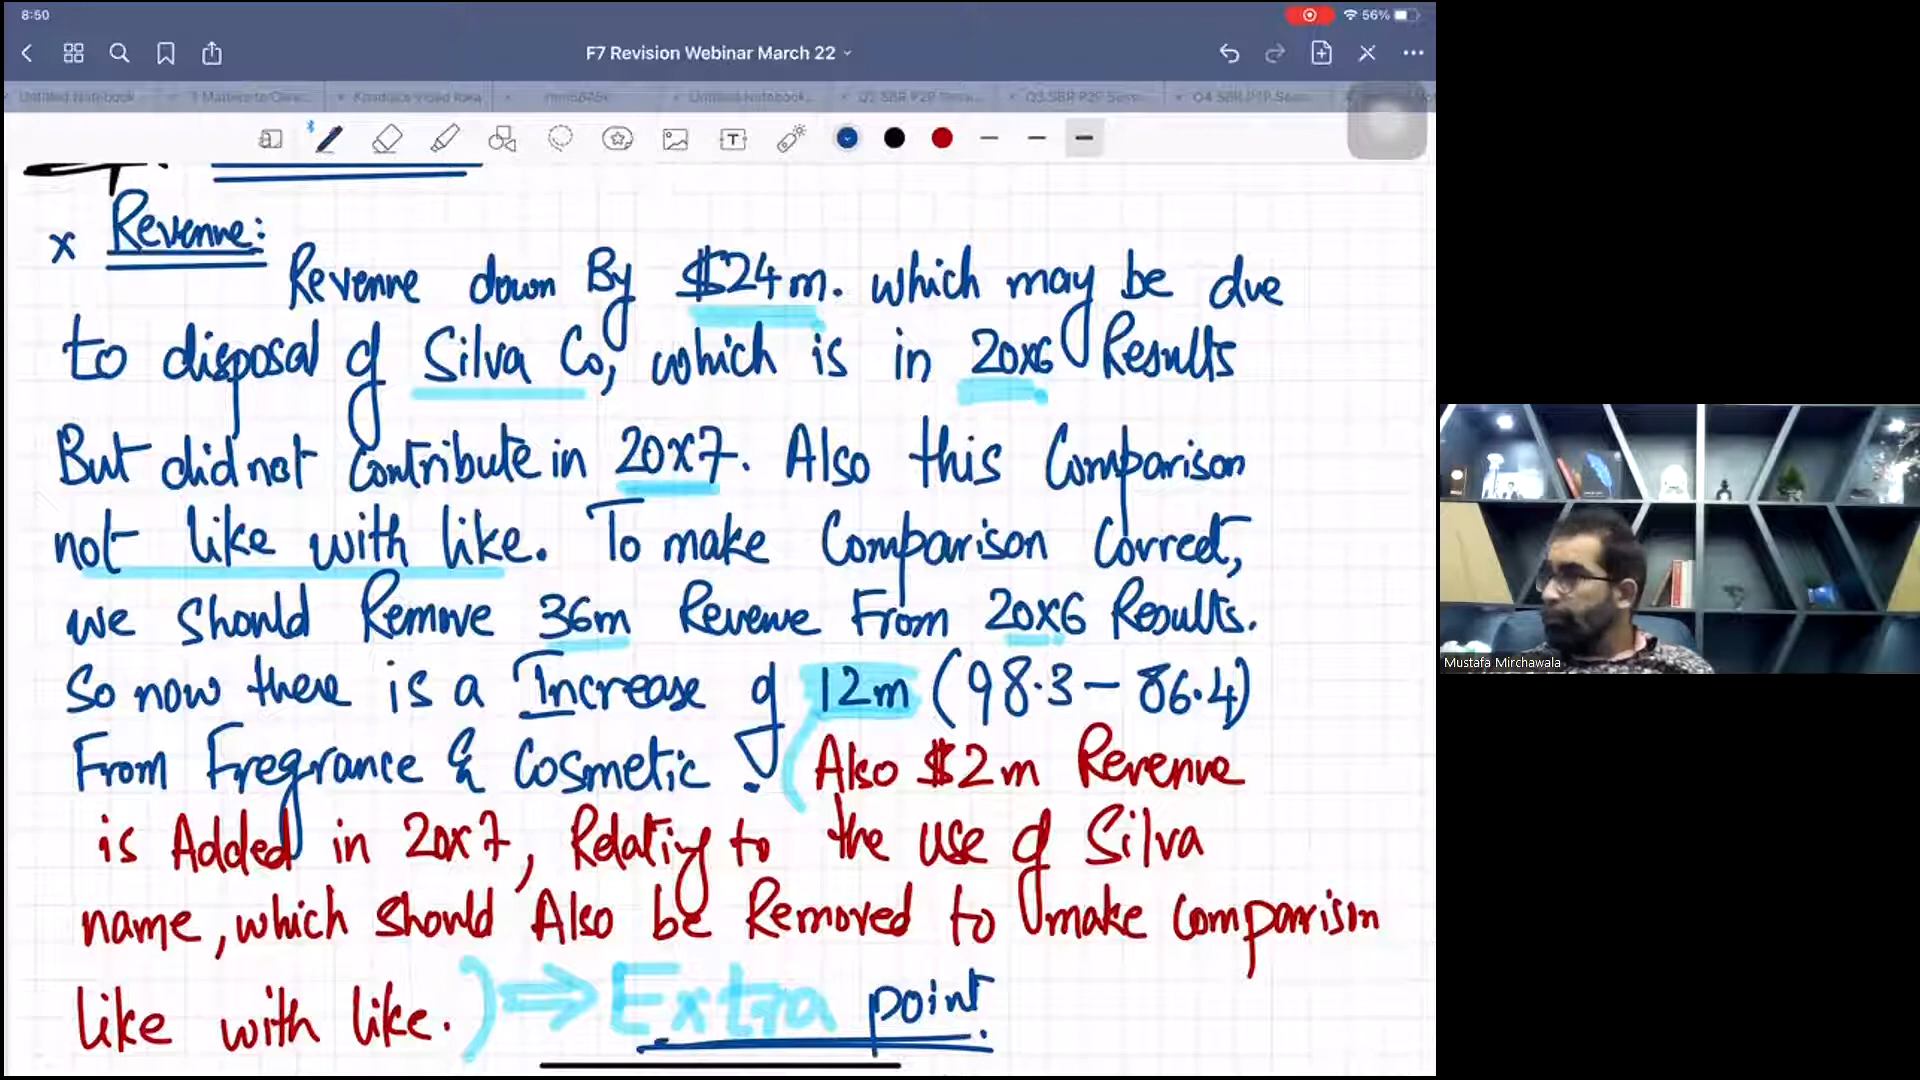 8:50
56%
F7 Revision Webinar March 22
Untitled Notebook
Untitled Notebook...
Revenue:
Revenue down By $24m. which may be due
to disposal of Silva Co, which is in 20x6 Results
But did not Contribute in 20x7. Also this Comparison
not like with like. To make Comparison Correct,
we should Remove 36m Revenue From 20x6 Results.
So now there is a Increase of 12m (98.3 - 86.4)
From Fregrance & Cosmetic. (Also $2m Revenue
is Added in 20x7, Relating to the use of Silva
name, which should Also be Removed to make comparison
like with like.) ⇒ Extra point.
Mustafa Mirchawala